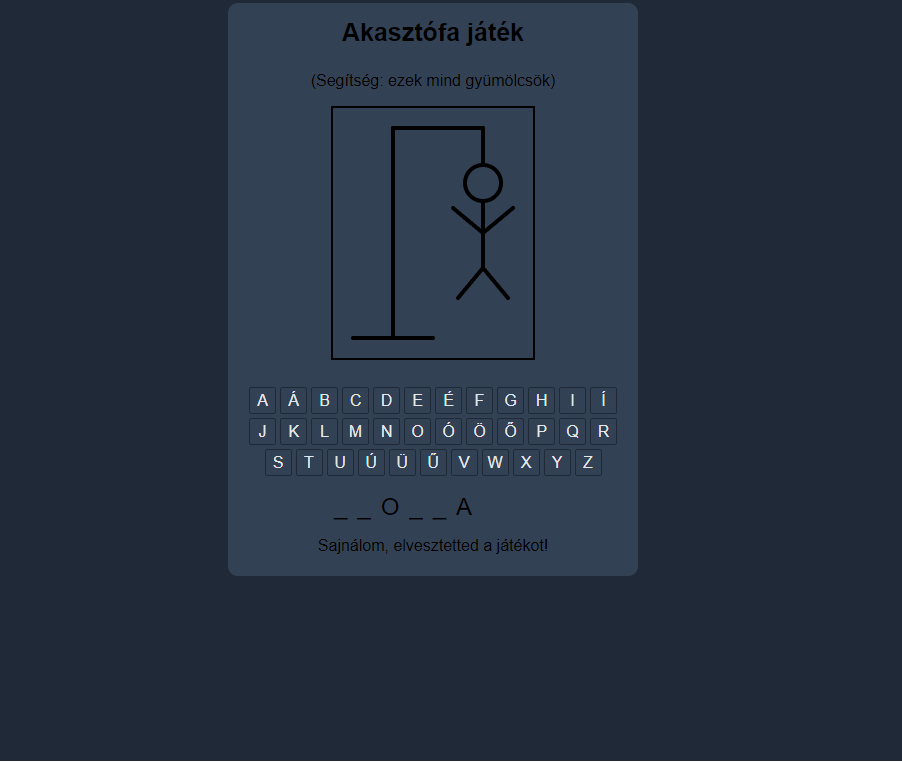 Akasztófa játék
(Segítség: ezek mind gyümölcsök)
A Á B C D E É F G H I Í
J K L M N O Ó Ö Õ P Q R
S T U Ú Ü Ű V W X Y Z
_ _ O _ _ A
Sajnálom, elvesztetted a játékot!